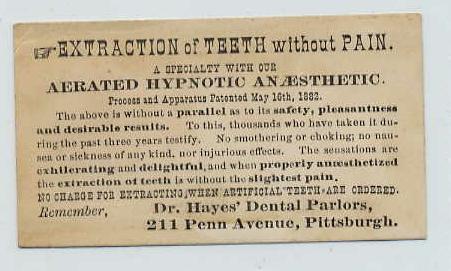 ☞EXTRACTION of TEETH without PAIN.
A SPECIALTY WITH OUR
AERATED HYPNOTIC ANÆSTHETIC.
Process and Apparatus Patented May 16th, 1882.
The above is without a parallel as to its safety, pleasantness
and desirable results. To this, thousands who have taken it du-
ring the past three years testify. No smothering or choking; no nau-
sea or sickness of any kind, nor injurious effects. The sensations are
exhilerating and delightful, and when properly anæsthetized
the extraction of teeth is without the slightest pain.
NO CHARGE FOR EXTRACTING, WHEN ARTIFICIAL TEETH ARE ORDERED.
Remember, Dr. Hayes' Dental Parlors,
211 Penn Avenue, Pittsburgh.